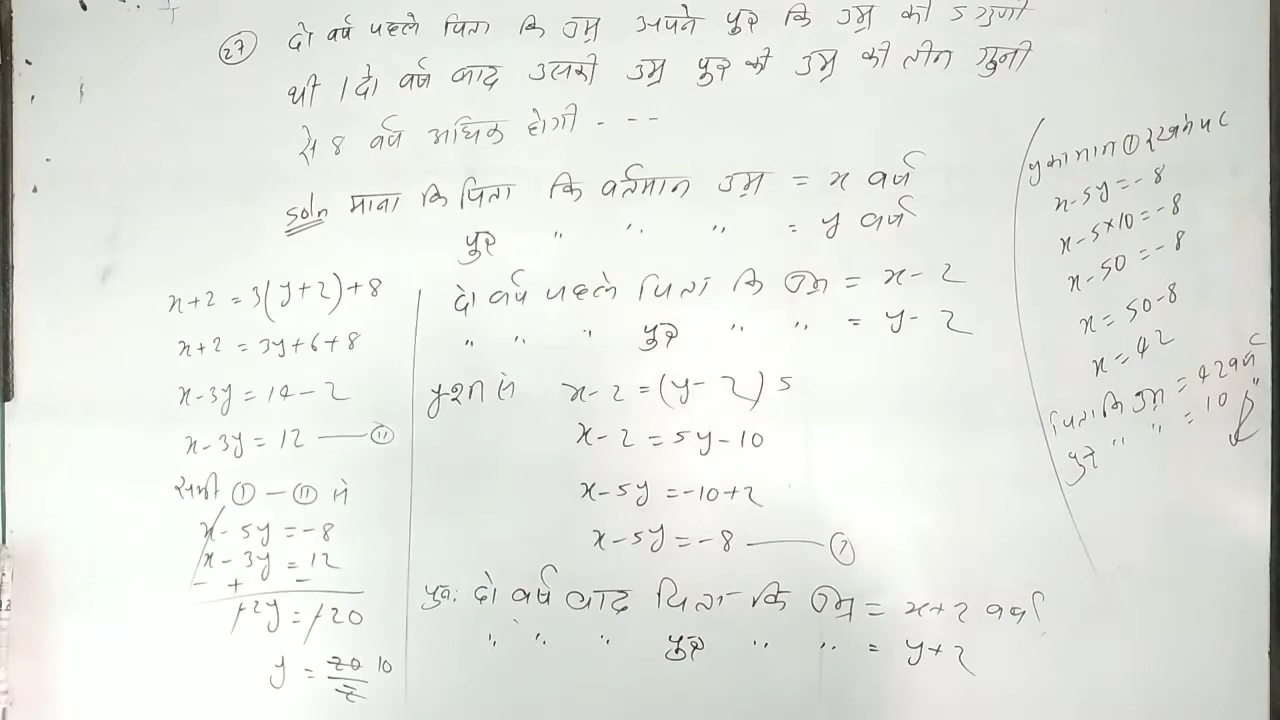 (27) दो वर्ष पहले पिता कि उम्र अपने पुत्र कि उम्र की 5 गुणी
थी । दो वर्ष बाद उसकी उम्र पुत्र की उम्र की तीन गुनी
से 8 वर्ष अधिक होगी - - -
Soln माना कि पिता कि वर्तमान उम्र = x वर्ष
पुत्र " " " = y वर्ष
दो वर्ष पहले पिता कि उम्र = x - 2
" " " पुत्र " " = y - 2
प्रश्न से x - 2 = (y - 2) 5
x - 2 = 5y - 10
x - 5y = -10 + 2
x - 5y = -8 —— (i)
पुनः दो वर्ष बाद पिता कि उम्र = x + 2 वर्ष
" " " पुत्र " " = y + 2
x + 2 = 3(y + 2) + 8
x + 2 = 3y + 6 + 8
x - 3y = 14 - 2
x - 3y = 12 —— (ii)
समी (i) - (ii) से
x - 5y = -8
x - 3y = 12
- + -
-2y = -20
y = 20/2 10
y का मान (i) में रखने पर
x - 5y = -8
x - 5×10 = -8
x - 50 = -8
x = 50 - 8
x = 42
पिता कि उम्र = 42 वर्ष
पुत्र " " = 10 "